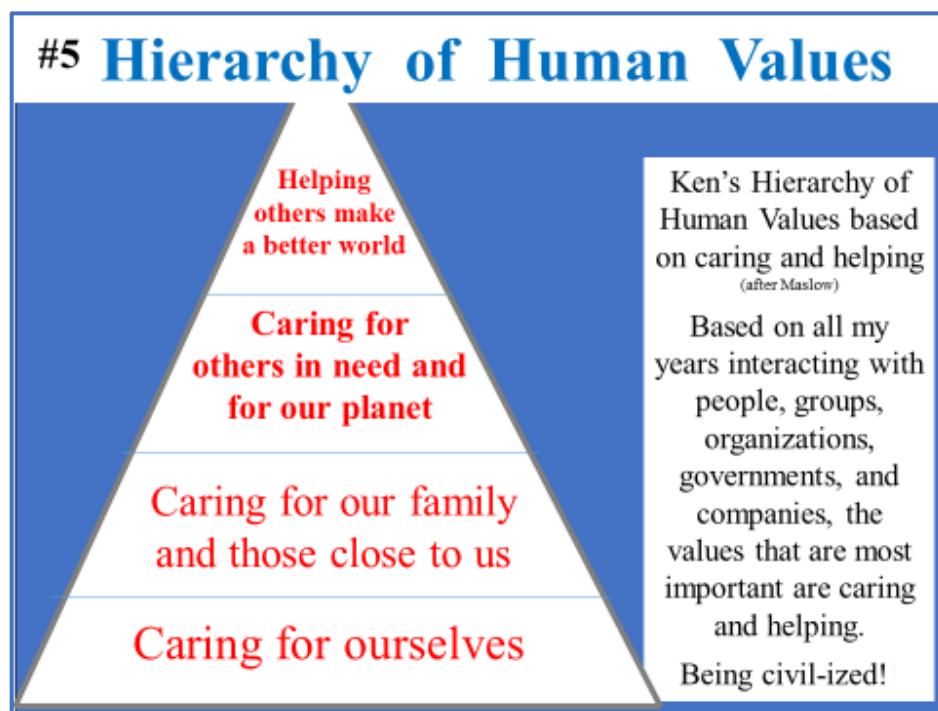 #5 Hierarchy of Human Values
Helping
others make
a better world
Caring for
others in need and
for our planet
Caring for our family
and those close to us
Caring for ourselves
Ken's Hierarchy of
Human Values based
on caring and helping
(after Maslow)
Based on all my
years interacting with
people, groups,
organizations,
governments, and
companies, the
values that are most
important are caring
and helping.
Being civil-ized!